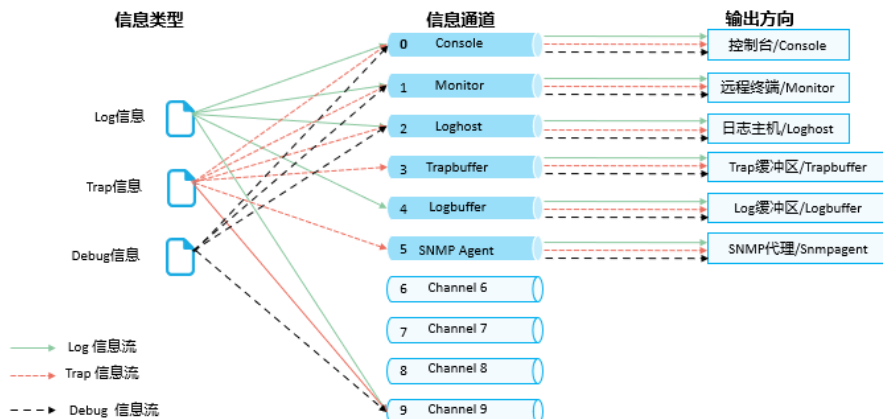 信息类型
信息通道
输出方向
0 Console
控制台/Console
1 Monitor
远程终端/Monitor
Log信息
2 Loghost
日志主机/Loghost
3 Trapbuffer
Trap缓冲区/Trapbuffer
Trap信息
4 Logbuffer
Log缓冲区/Logbuffer
Debug信息
5 SNMP Agent
SNMP代理/Snmpagent
6 Channel 6
7 Channel 7
Log 信息流
8 Channel 8
Trap 信息流
9 Channel 9
Debug 信息流